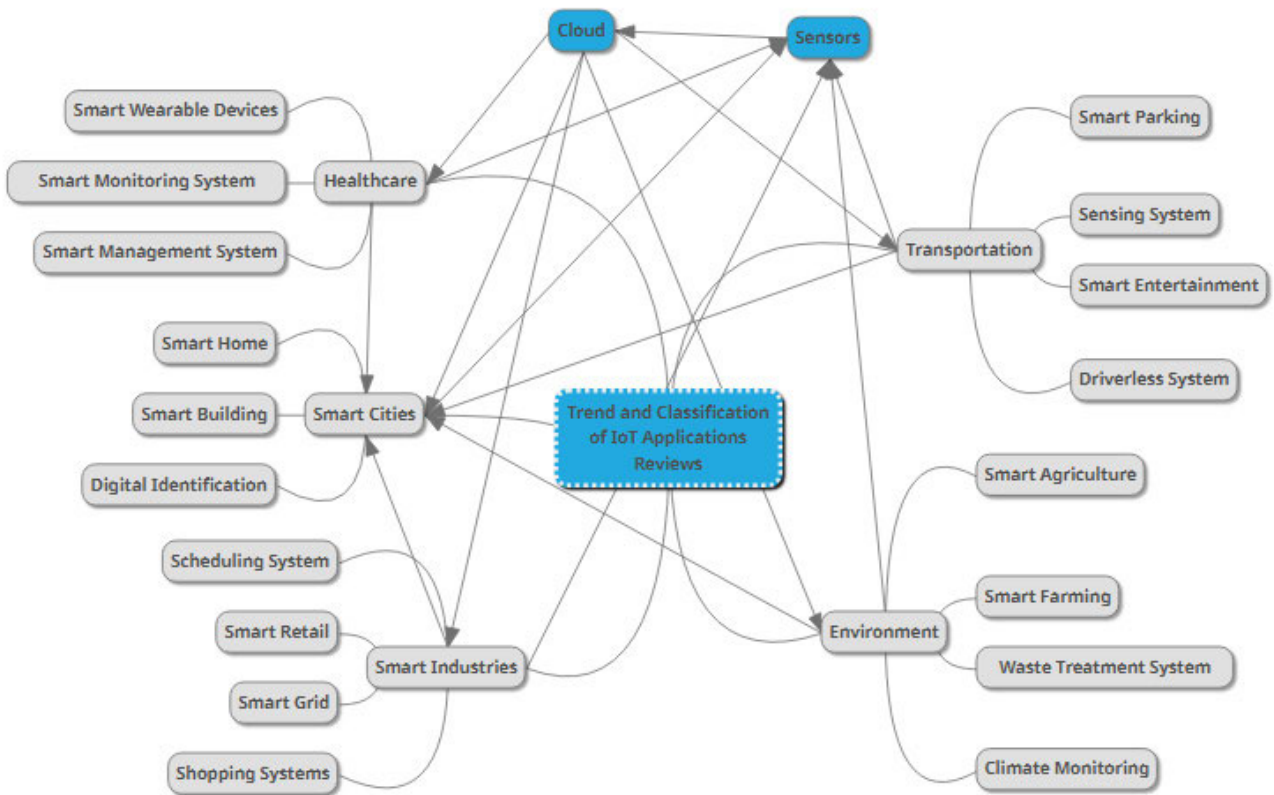 Cloud
Sensors
Smart Wearable Devices
Smart Parking
Smart Monitoring System
Healthcare
Sensing System
Smart Management System
Transportation
Smart Entertainment
Smart Home
Driverless System
Smart Building
Smart Cities
Trend and Classification
of IoT Applications
Reviews
Digital Identification
Smart Agriculture
Scheduling System
Smart Farming
Smart Retail
Environment
Smart Industries
Waste Treatment System
Smart Grid
Shopping Systems
Climate Monitoring